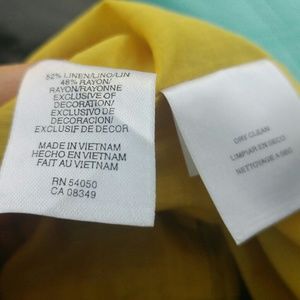 52% LINEN/LINO/LIN
48% RAYON/
RAYON/RAYONNE
EXCLUSIVE OF
DECORATION/
EXCLUSIVO DE
DECORACION/
EXCLUSIF DE DECOR
MADE IN VIETNAM
HECHO EN VIETNAM
FAIT AU VIETNAM
RN 54050
CA 08349
DRY CLEAN
LIMPIAR EN SECO
NETTOYAGE A SEC